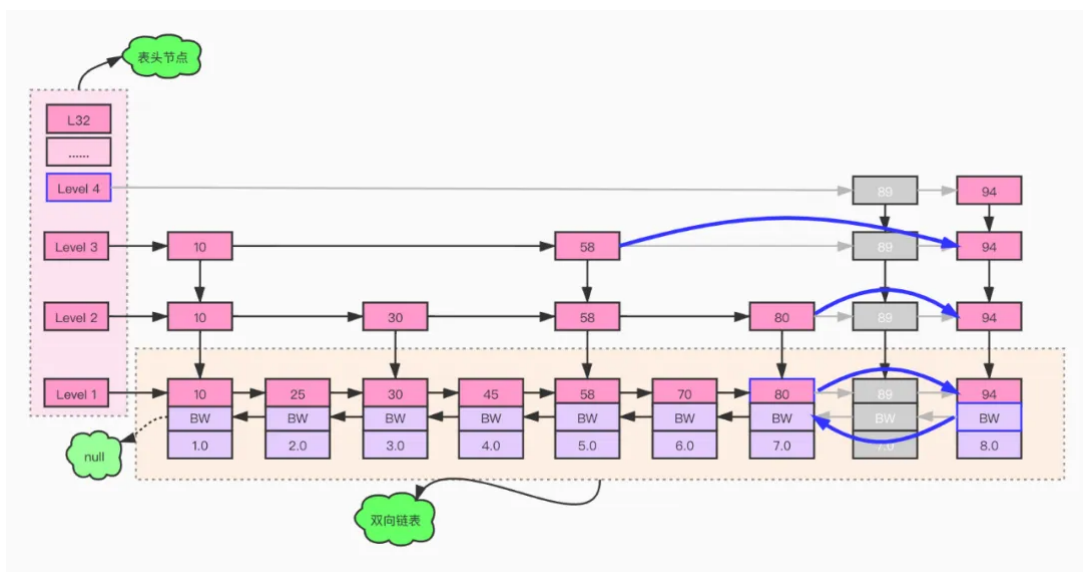 表头节点
L32
......
Level 4
89
94
Level 3
10
58
89
94
Level 2
10
30
58
80
89
94
Level 1
10
25
30
45
58
70
80
89
94
BW
BW
BW
BW
BW
BW
BW
BW
BW
1.0
2.0
3.0
4.0
5.0
6.0
7.0
8.0
null
双向链表